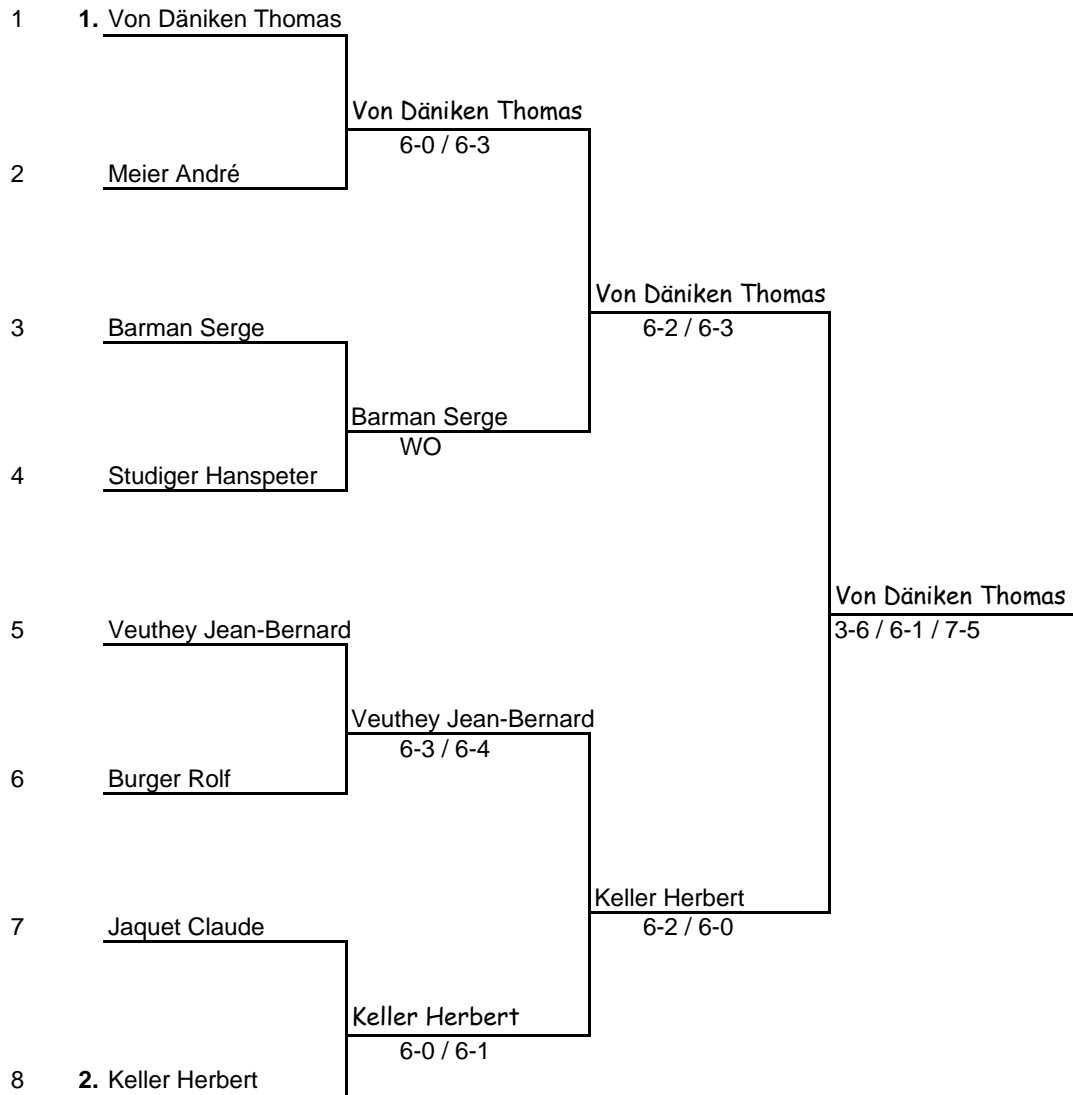 1 1. Von Däniken Thomas
Von Däniken Thomas
6-0 / 6-3
2 Meier André
Von Däniken Thomas
3 Barman Serge
6-2 / 6-3
Barman Serge
WO
4 Studiger Hanspeter
Von Däniken Thomas
5 Veuthey Jean-Bernard
3-6 / 6-1 / 7-5
Veuthey Jean-Bernard
6-3 / 6-4
6 Burger Rolf
Keller Herbert
7 Jaquet Claude
6-2 / 6-0
Keller Herbert
6-0 / 6-1
8 2. Keller Herbert